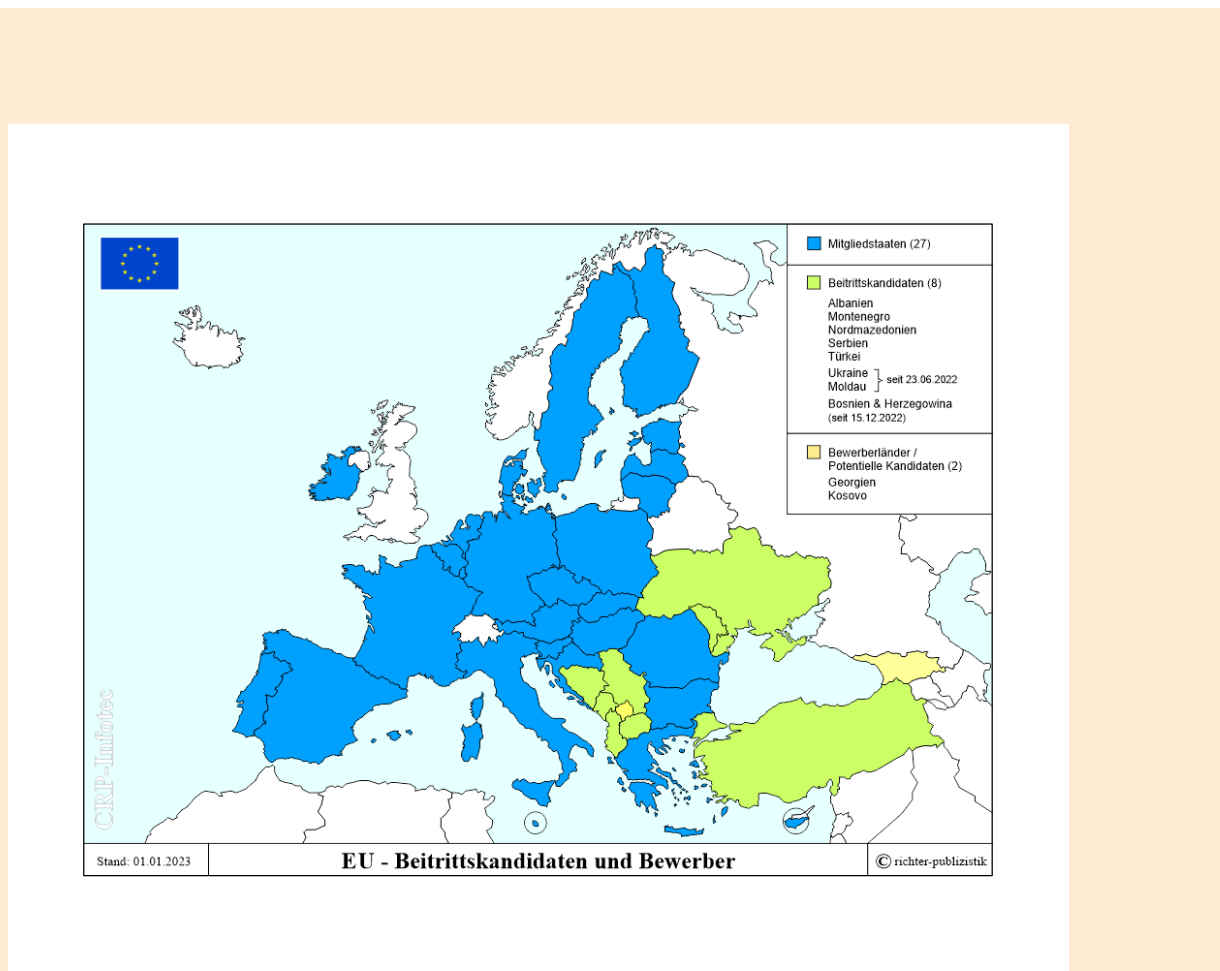 Mitgliedstaaten (27)
Beitrittskandidaten (8)
Albanien
Montenegro
Nordmazedonien
Serbien
Türkei
Ukraine
Moldau
seit 23.06.2022
Bosnien & Herzegowina
(seit 15.12.2022)
Bewerberländer /
Potentielle Kandidaten (2)
Georgien
Kosovo
CRP-Infotec
Stand: 01.01.2023
EU - Beitrittskandidaten und Bewerber
© richter-publizistik